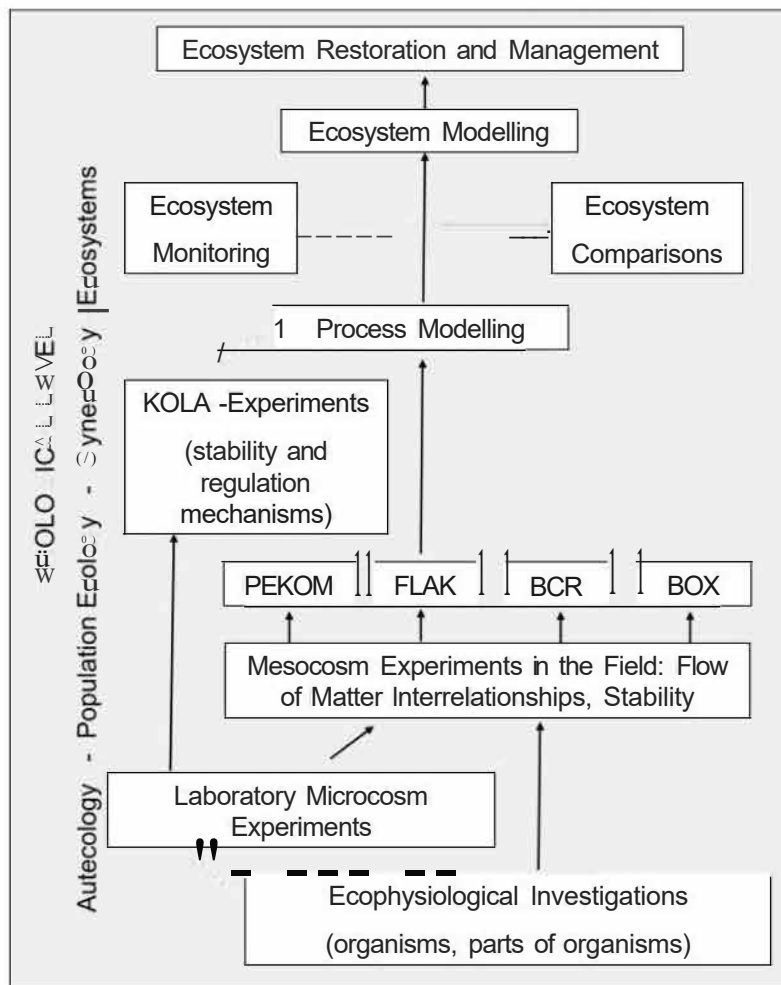 Ecosystem Restoration and Management
Ecosystem Modelling
Ecosystem
Monitoring
Ecosystem
Comparisons
1 Process Modelling
KOLA -Experiments
(stability and
regulation
mechanisms)
PEKOM
FLAK
BCR
BOX
Mesocosm Experiments in the Field: Flow
of Matter Interrelationships, Stability
Laboratory Microcosm
Experiments
Ecophysiological Investigations
(organisms, parts of organisms)
Autecology - Population - Ecosystems